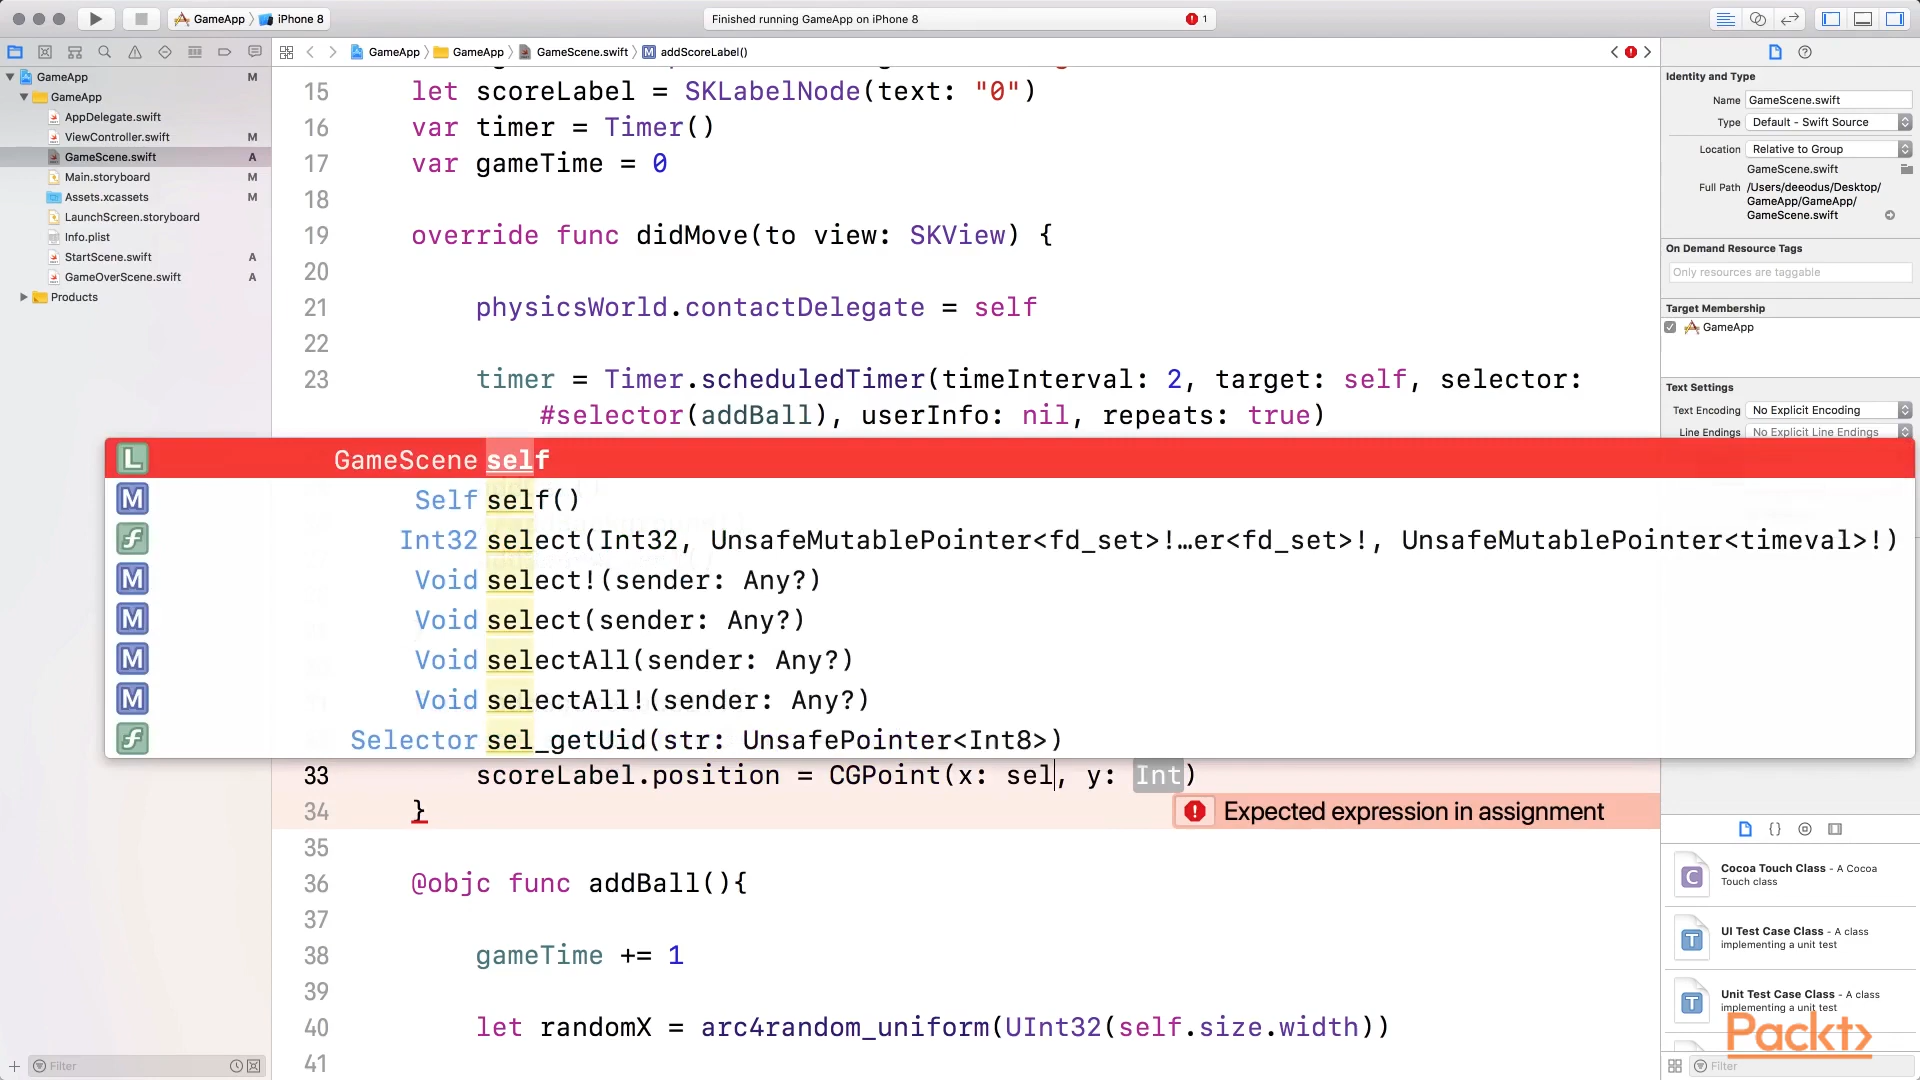 GameApp
iPhone 8
Finished running GameApp on iPhone 8
1
GameApp
GameApp
GameScene.swift
M
addScoreLabel()
GameApp
M
GameApp
AppDelegate.swift
ViewController.swift
M
GameScene.swift
A
Main.storyboard
M
Assets.xcassets
M
LaunchScreen.storyboard
Info.plist
StartScene.swift
A
GameOverScene.swift
A
Products
Filter
15 let scoreLabel = SKLabelNode(text: "0")
16 var timer = Timer()
17 var gameTime = 0
18
19 override func didMove(to view: SKView) {
20
21 physicsWorld.contactDelegate = self
22
23 timer = Timer.scheduledTimer(timeInterval: 2, target: self, selector:
#selector(addBall), userInfo: nil, repeats: true)
L GameScene self
M Self self()
f Int32 select(Int32, UnsafeMutablePointer<fd_set>!…er<fd_set>!, UnsafeMutablePointer<timeval>!)
M Void select!(sender: Any?)
M Void select(sender: Any?)
M Void selectAll(sender: Any?)
M Void selectAll!(sender: Any?)
f Selector sel_getUid(str: UnsafePointer<Int8>)
33 scoreLabel.position = CGPoint(x: sel, y: Int)
34 }
Expected expression in assignment
35
36 @objc func addBall(){
37
38 gameTime += 1
39
40 let randomX = arc4random_uniform(UInt32(self.size.width))
41
Identity and Type
Name GameScene.swift
Type Default - Swift Source
Location Relative to Group
GameScene.swift
Full Path /Users/deeodus/Desktop/
GameApp/GameApp/
GameScene.swift
On Demand Resource Tags
Only resources are taggable
Target Membership
GameApp
Text Settings
Text Encoding No Explicit Encoding
Line Endings No Explicit Line Endings
{}
C
Cocoa Touch Class - A Cocoa
Touch class
T
UI Test Case Class - A class
implementing a unit test
T
Unit Test Case Class - A class
implementing a unit test
Packt>
Filter